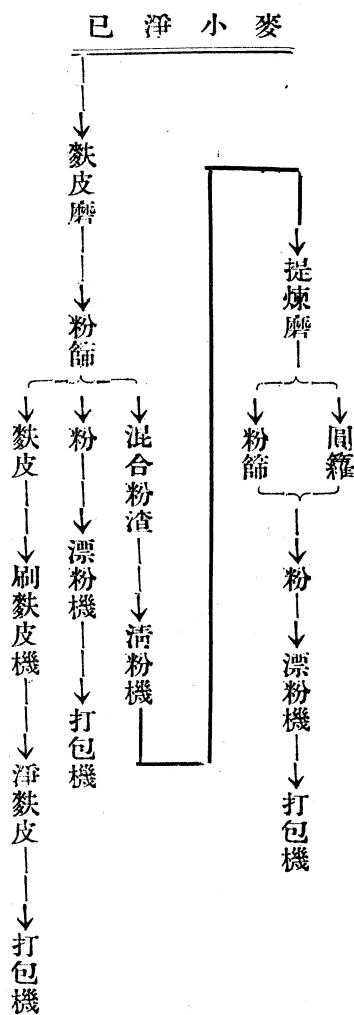 麥小淨已
麩皮磨
粉篩
混合粉渣
清粉機
粉
漂粉機
打包機
麩皮
刷麩皮機
淨麩皮
打包機
提煉磨
圓籮
粉篩
粉
漂粉機
打包機